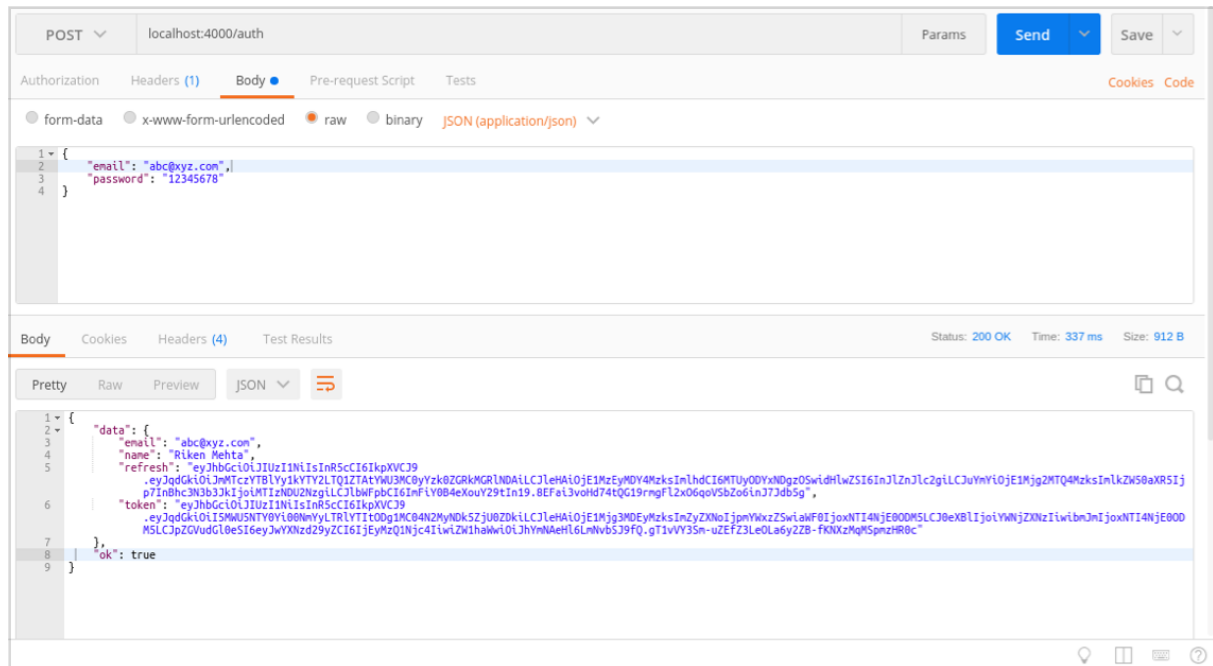 POST localhost:4000/auth Params Send Save
Authorization Headers (1) Body Pre-request Script Tests Cookies Code
form-data x-www-form-urlencoded raw binary JSON (application/json)
1 {
2 "email": "abc@xyz.com",
3 "password": "12345678"
4 }
Body Cookies Headers (4) Test Results Status: 200 OK Time: 337 ms Size: 912 B
Pretty Raw Preview JSON
1 {
2 "data": {
3 "email": "abc@xyz.com",
4 "name": "Riken Mehta",
5 "refresh": "eyJhbGciOiJIUzI1NiIsInR5cCI6IkpXVCJ9
6 "token": "eyJhbGciOiJIUzI1NiIsInR5cCI6IkpXVCJ9
7 },
8 "ok": true
9 }